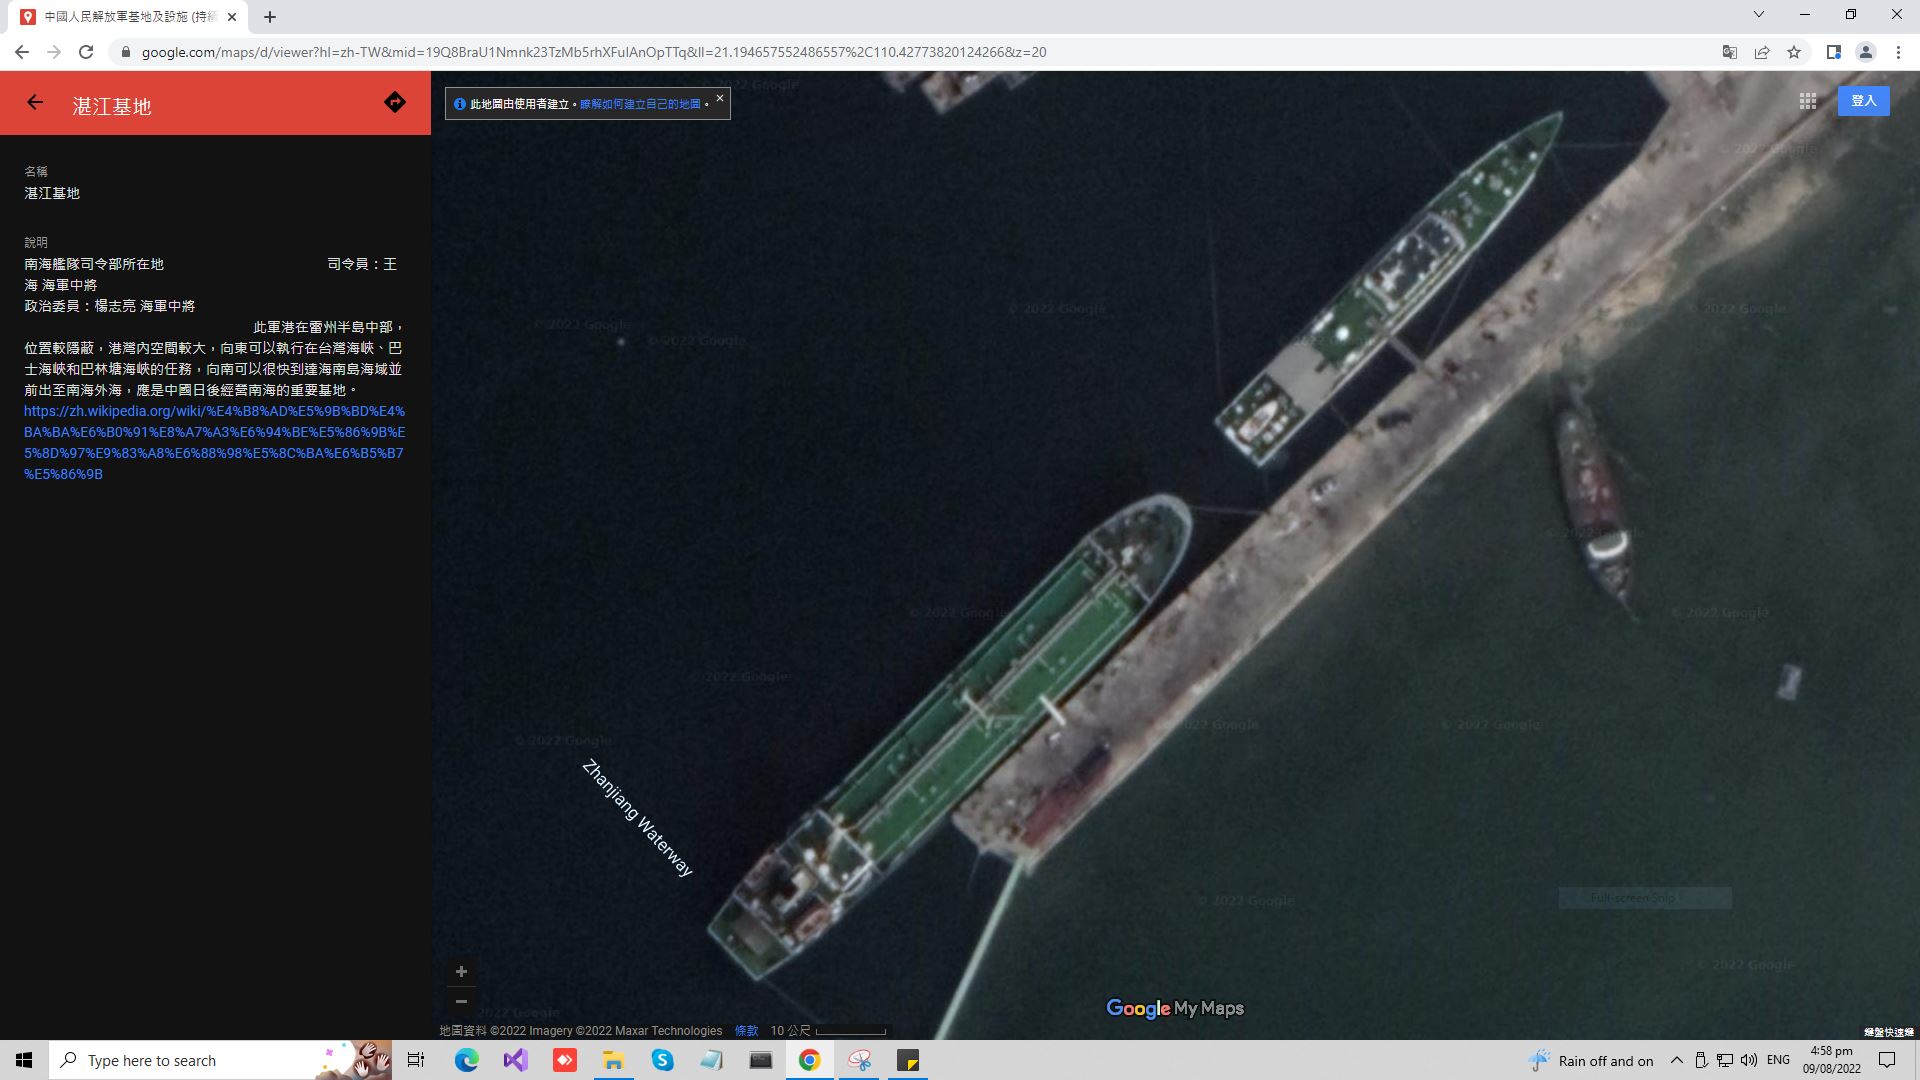 中國人民解放軍基地及設施 (持續
google.com/maps/d/viewer?hl=zh-TW&mid=19Q8BraU1Nmnk23TzMb5rhXFulAnOpTTq&ll=21.194657552486557%2C110.42773820124266&z=20
湛江基地
此地圖由使用者建立。瞭解如何建立自己的地圖。
登入
名稱
湛江基地
說明
南海艦隊司令部所在地 司令員：王
海 海軍中將
政治委員：楊志亮 海軍中將
此軍港在雷州半島中部，
位置較隱蔽，港灣內空間較大，向東可以執行在台灣海峽、巴
士海峽和巴林塘海峽的任務，向南可以很快到達海南島海域並
前出至南海外海，應是中國日後經營南海的重要基地。
https://zh.wikipedia.org/wiki/%E4%B8%AD%E5%9B%BD%E4%
BA%BA%E6%B0%91%E8%A7%A3%E6%94%BE%E5%86%9B%E
5%8D%97%E9%83%A8%E6%88%98%E5%8C%BA%E6%B5%B7
%E5%86%9B
© 2022 Google
Zhanjiang Waterway
Full-screen Snip
Google My Maps
地圖資料 ©2022 Imagery ©2022 Maxar Technologies 條款 10 公尺
鍵盤快速鍵
Type here to search
Rain off and on
ENG
4:58 pm
09/08/2022